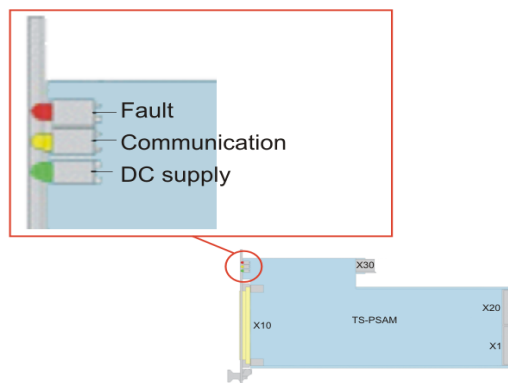 Fault
Communication
DC supply
X30
X20
X10
TS-PSAM
X1